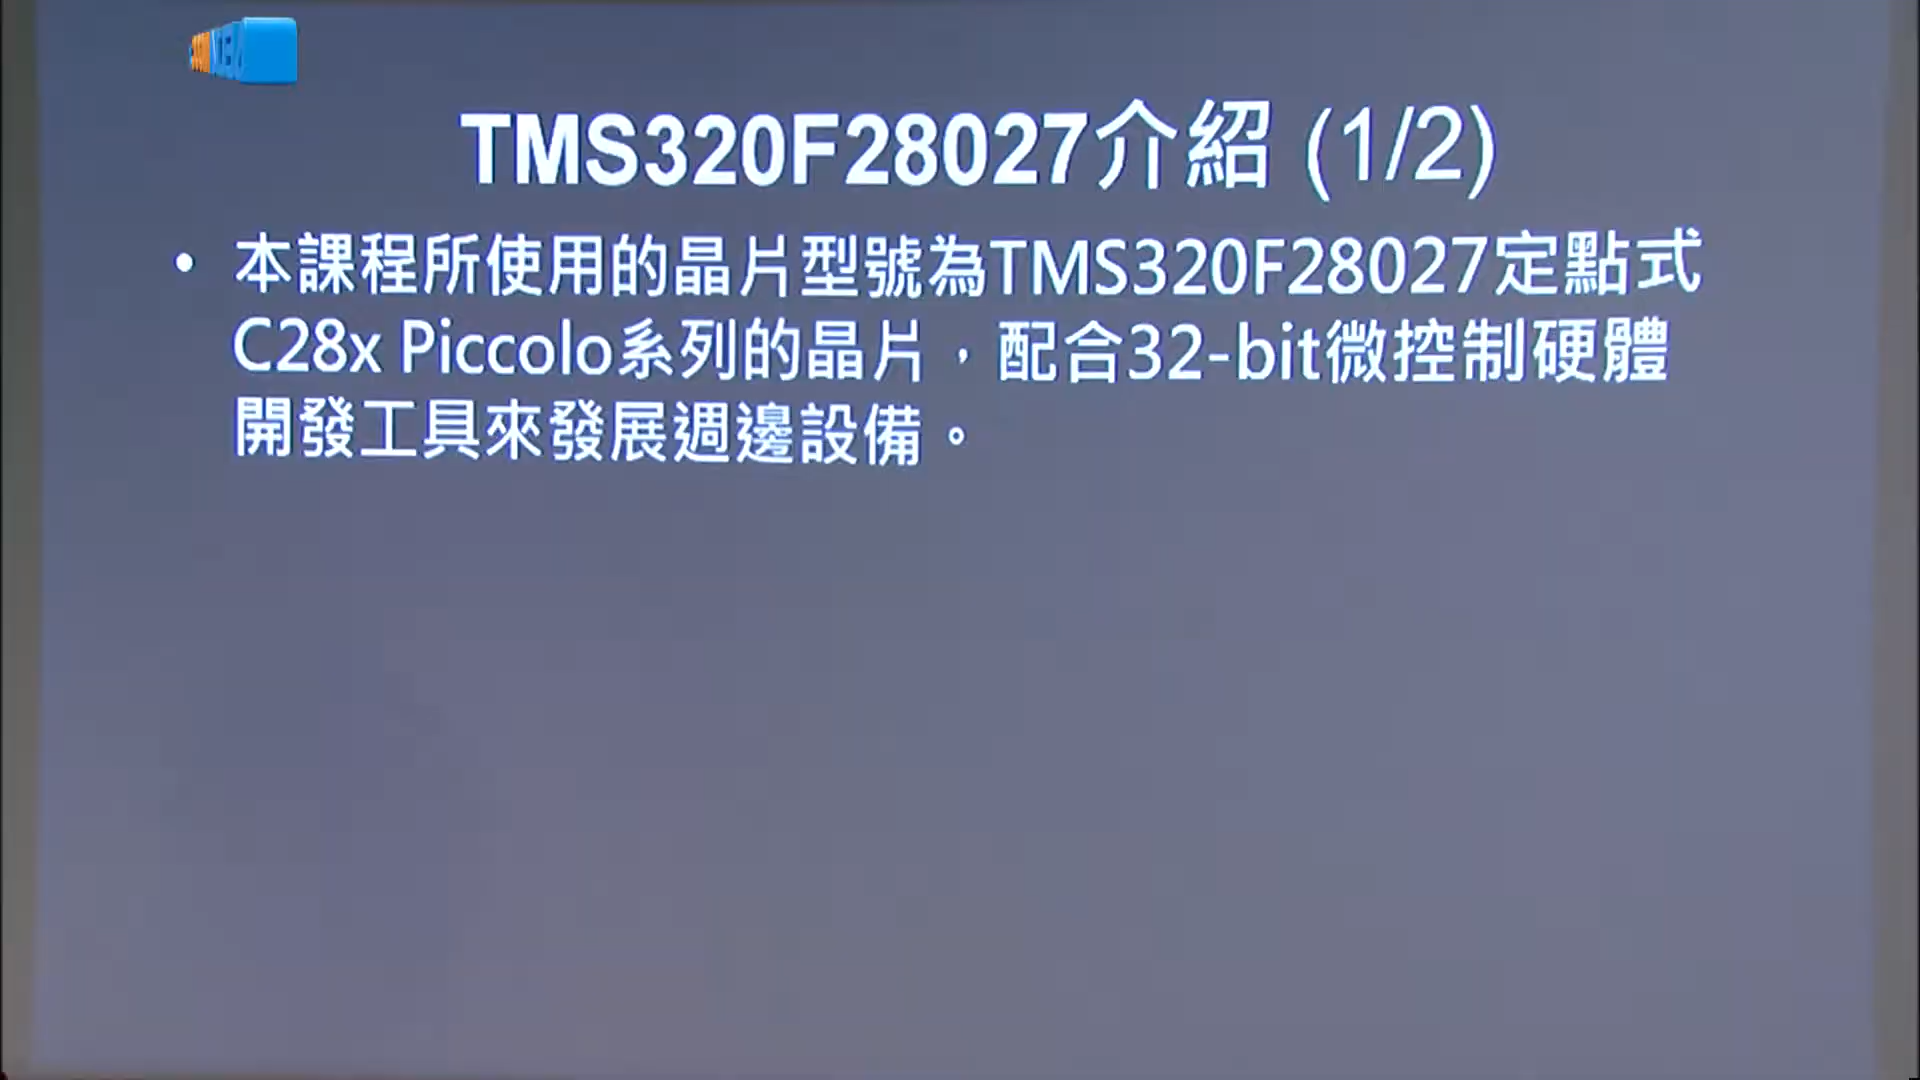 TMS320F28027介紹 (1/2)
• 本課程所使用的晶片型號為TMS320F28027定點式
C28x Piccolo系列的晶片，配合32-bit微控制硬體
開發工具來發展週邊設備。